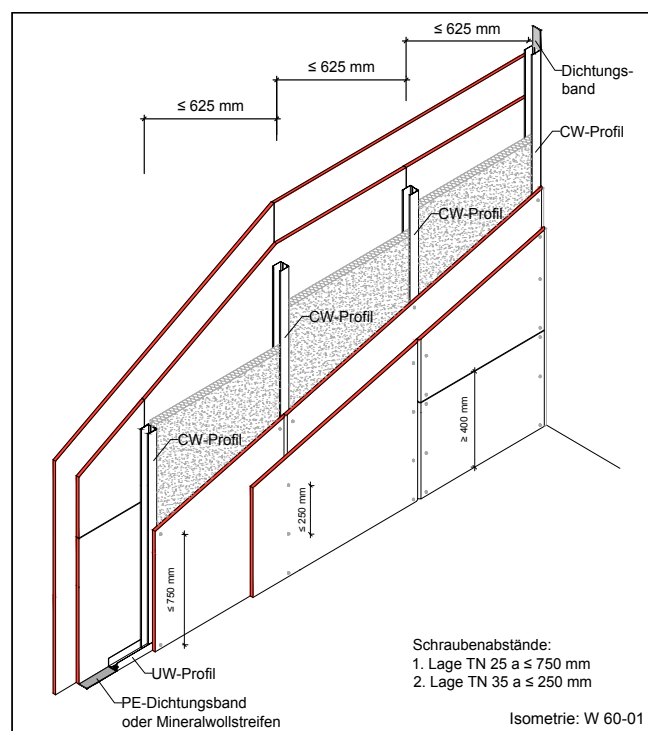 ≤ 625 mm
≤ 625 mm
≤ 625 mm
Dichtungs-
band
CW-Profil
CW-Profil
CW-Profil
CW-Profil
≥ 400 mm
≤ 250 mm
≤ 750 mm
UW-Profil
PE-Dichtungsband
oder Mineralwollstreifen
Schraubenabstände:
1. Lage TN 25 a ≤ 750 mm
2. Lage TN 35 a ≤ 250 mm
Isometrie: W 60-01